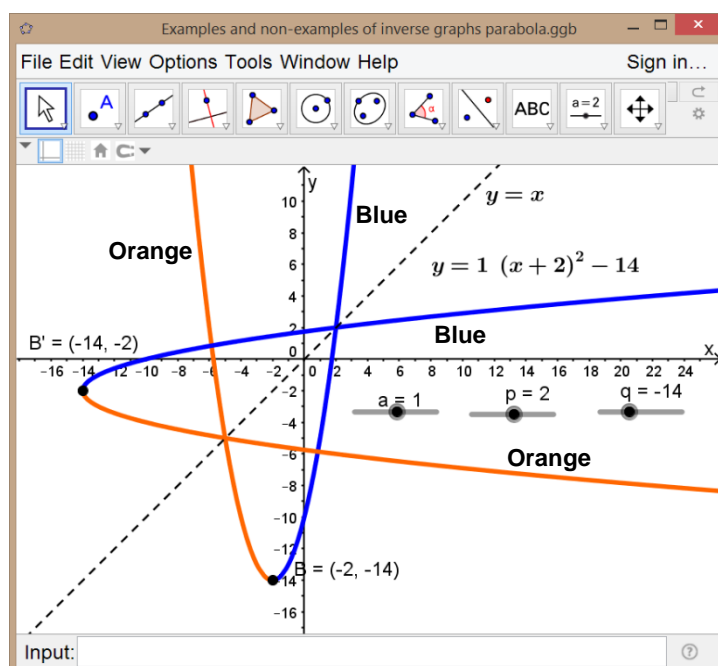 Examples and non-examples of inverse graphs parabola.ggb
File Edit View Options Tools Window Help Sign in…
A α ABC a = 2
y
y = x
10
Blue
8
Orange
6
y = 1 (x + 2)² − 14
4
2
B' = (-14, -2)
Blue
0
x
−16 −14 −12 −10 −8 −6 −4 −2 0 2 4 6 8 10 12 14 16 18 20 22 24
a = 1 p = 2 q = -14
−2
−4
−6
Orange
−8
−10
−12
B = (-2, -14)
−14
−16
Input: